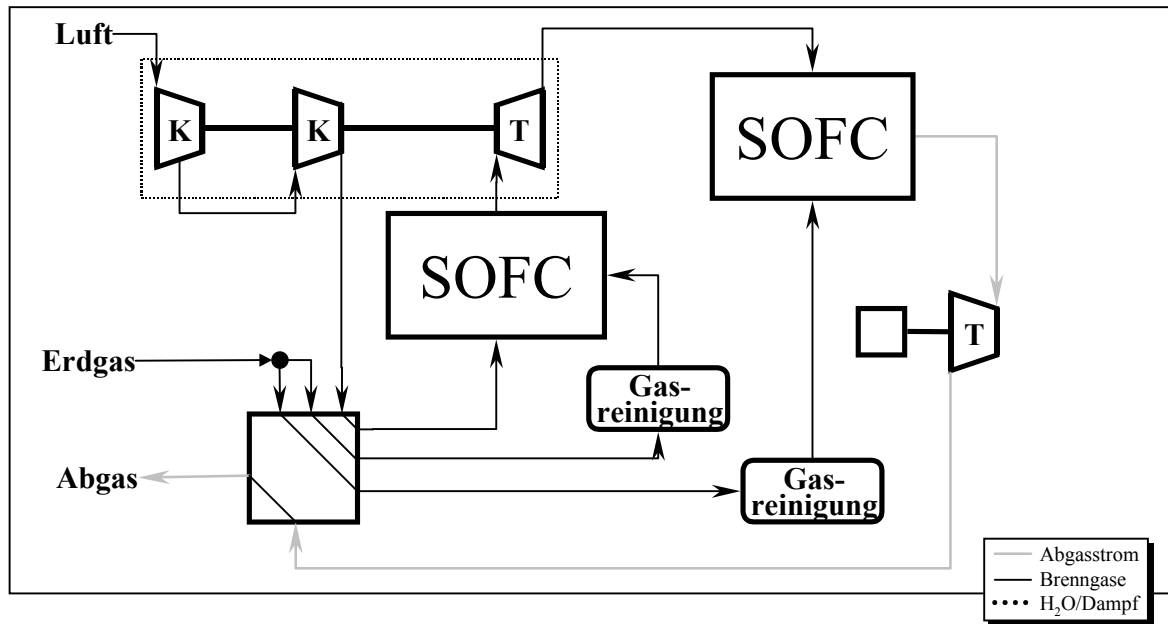 Luft
K
K
T
SOFC
SOFC
T
Erdgas
Gas-
reinigung
Abgas
Gas-
reinigung
Abgasstrom
Brenngase
H₂O/Dampf